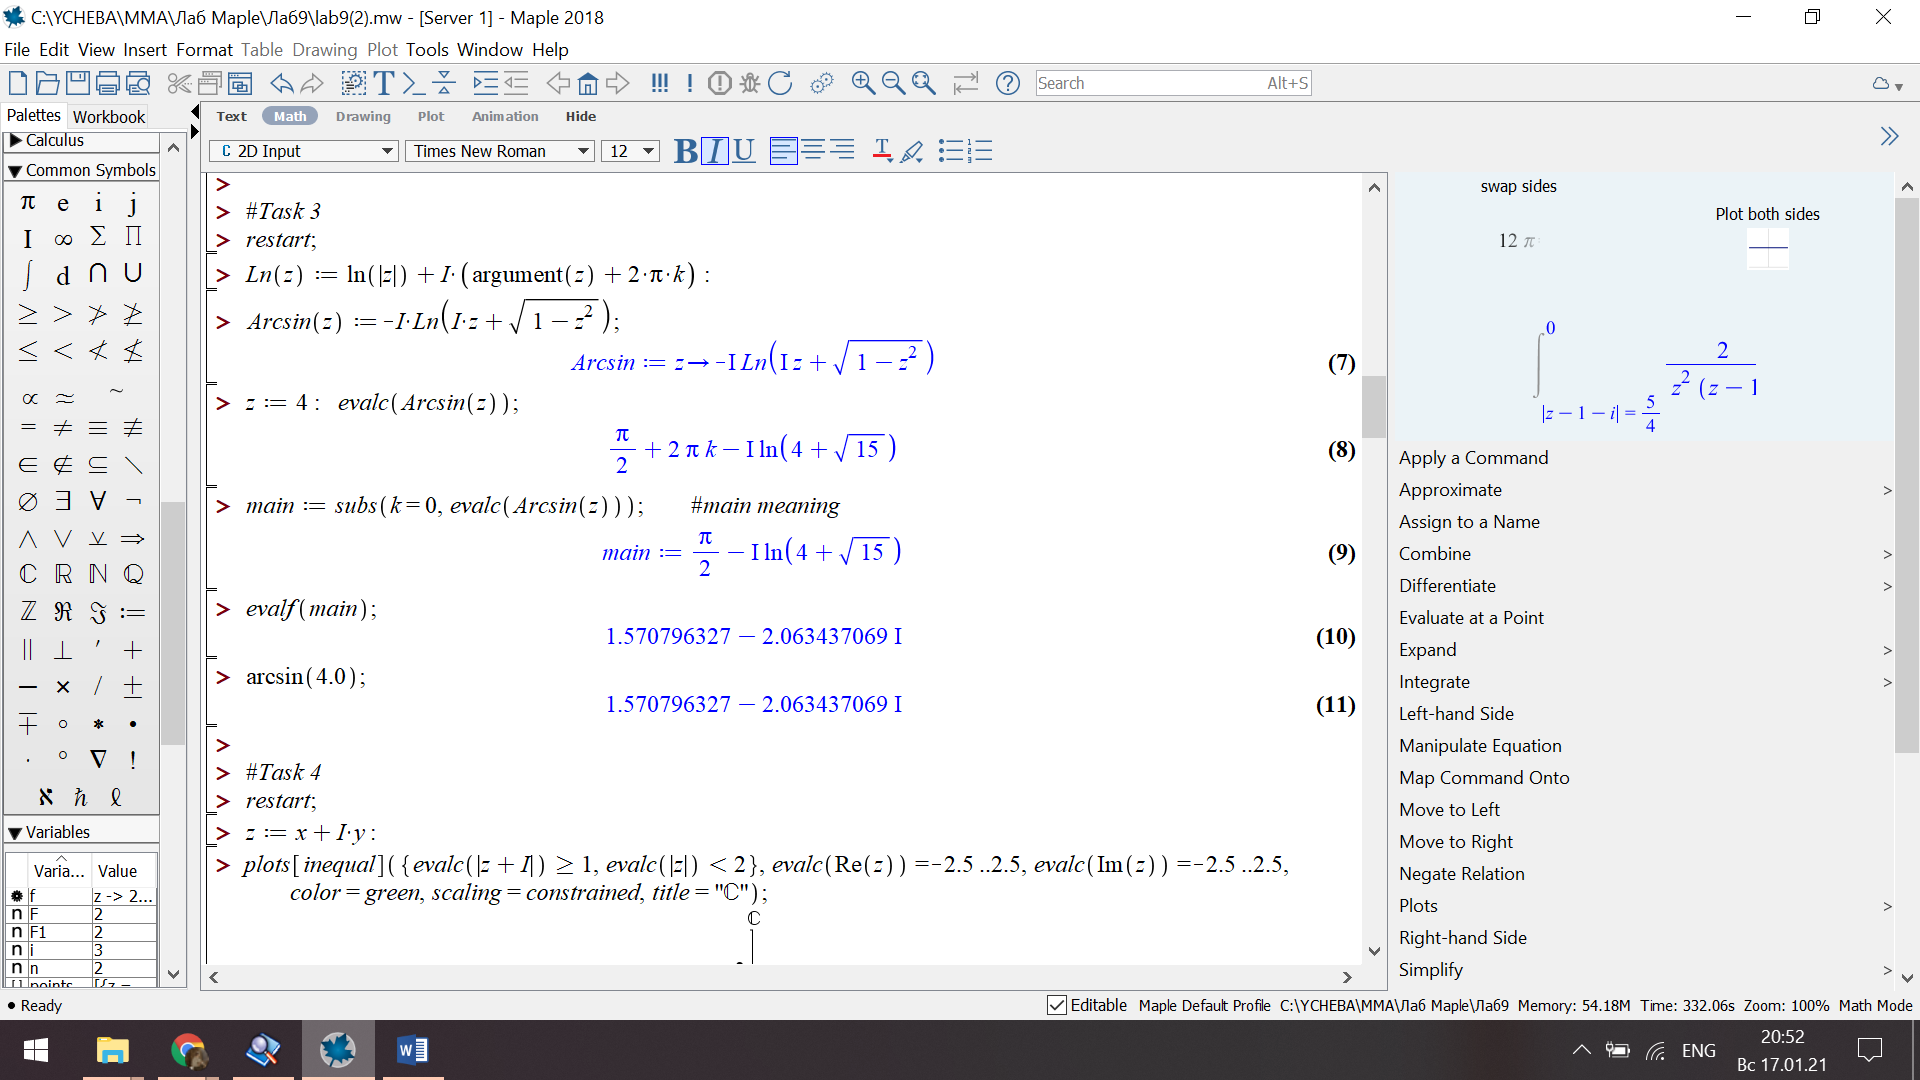 C:\YCHEBA\MMA\Лаб Maple\Лаб9\lab9(2).mw - [Server 1] - Maple 2018
File Edit View Insert Format Table Drawing Plot Tools Window Help
Search Alt+S
Palettes Workbook
Text Math Drawing Plot Animation Hide
C 2D Input Times New Roman 12 B I U
Calculus
Common Symbols
π e i j
I ∞ Σ Π
∫ d ∩ ∪
≥ > ≯ ≱
≤ < ≮ ≰
∝ ≈ ~
= ≠ ≡ ≢
∈ ∉ ⊆ \
∅ ∃ ∀ ¬
∧ ∨ ⊻ ⇒
ℂ ℝ ℕ ℚ
ℤ ℜ ℑ :=
|| ⊥ ′ +
− × / ±
∓ ∘ * •
· ° ∇ !
ℵ ℏ ℓ
Variables
Varia... Value
f z -> 2...
n F 2
n F1 2
n i 3
n n 2
[] points [{z =
>
> #Task 3
> restart;
> Ln(z) := ln(|z|) + I·(argument(z) + 2·π·k) :
> Arcsin(z) := -I·Ln(I·z + √(1 − z²));
Arcsin := z→-I Ln(I z + √(1 − z²)) (7)
> z := 4 : evalc(Arcsin(z));
π/2 + 2 π k − I ln(4 + √15) (8)
> main := subs(k=0, evalc(Arcsin(z))); #main meaning
main := π/2 − I ln(4 + √15) (9)
> evalf(main);
1.570796327 − 2.063437069 I (10)
> arcsin(4.0);
1.570796327 − 2.063437069 I (11)
>
> #Task 4
> restart;
> z := x + I·y :
> plots[inequal]({evalc(|z + I|) ≥ 1, evalc(|z|) < 2}, evalc(Re(z)) =-2.5 ..2.5, evalc(Im(z)) =-2.5 ..2.5,
color = green, scaling = constrained, title = "ℂ");
ℂ
swap sides
Plot both sides
12 π
∫ 0
|z − 1 − i| = 5/4
2
z² (z − 1
Apply a Command
Approximate >
Assign to a Name
Combine >
Differentiate >
Evaluate at a Point
Expand >
Integrate >
Left-hand Side
Manipulate Equation
Map Command Onto
Move to Left
Move to Right
Negate Relation
Plots >
Right-hand Side
Simplify >
Ready
Editable Maple Default Profile C:\YCHEBA\MMA\Лаб Maple\Лаб9 Memory: 54.18M Time: 332.06s Zoom: 100% Math Mode
ENG
20:52
Вс 17.01.21